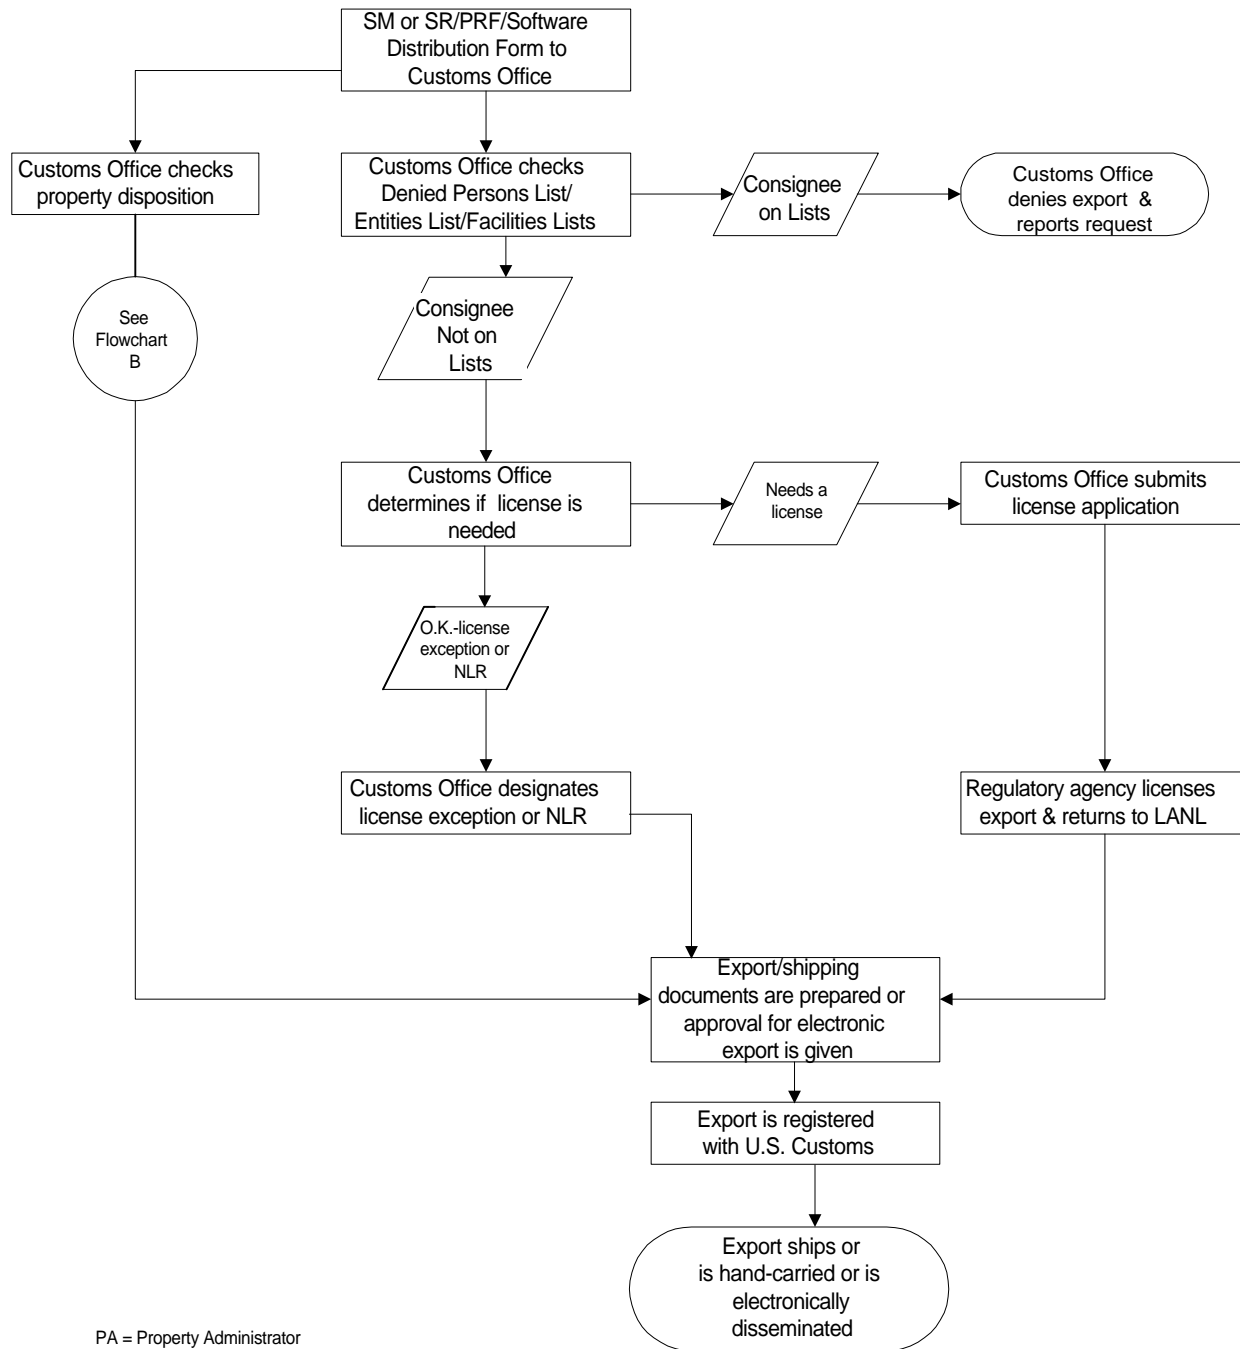 SM or SR/PRF/Software
Distribution Form to
Customs Office
Customs Office checks
property disposition
Customs Office checks
Denied Persons List/
Entities List/Facilities Lists
Consignee
on Lists
Customs Office
denies export &
reports request
See
Flowchart
B
Consignee
Not on
Lists
Customs Office
determines if license is
needed
Needs a
license
Customs Office submits
license application
O.K.-license
exception or
NLR
Customs Office designates
license exception or NLR
Regulatory agency licenses
export & returns to LANL
Export/shipping
documents are prepared or
approval for electronic
export is given
Export is registered
with U.S. Customs
Export ships or
is hand-carried or is
electronically
disseminated
PA = Property Administrator